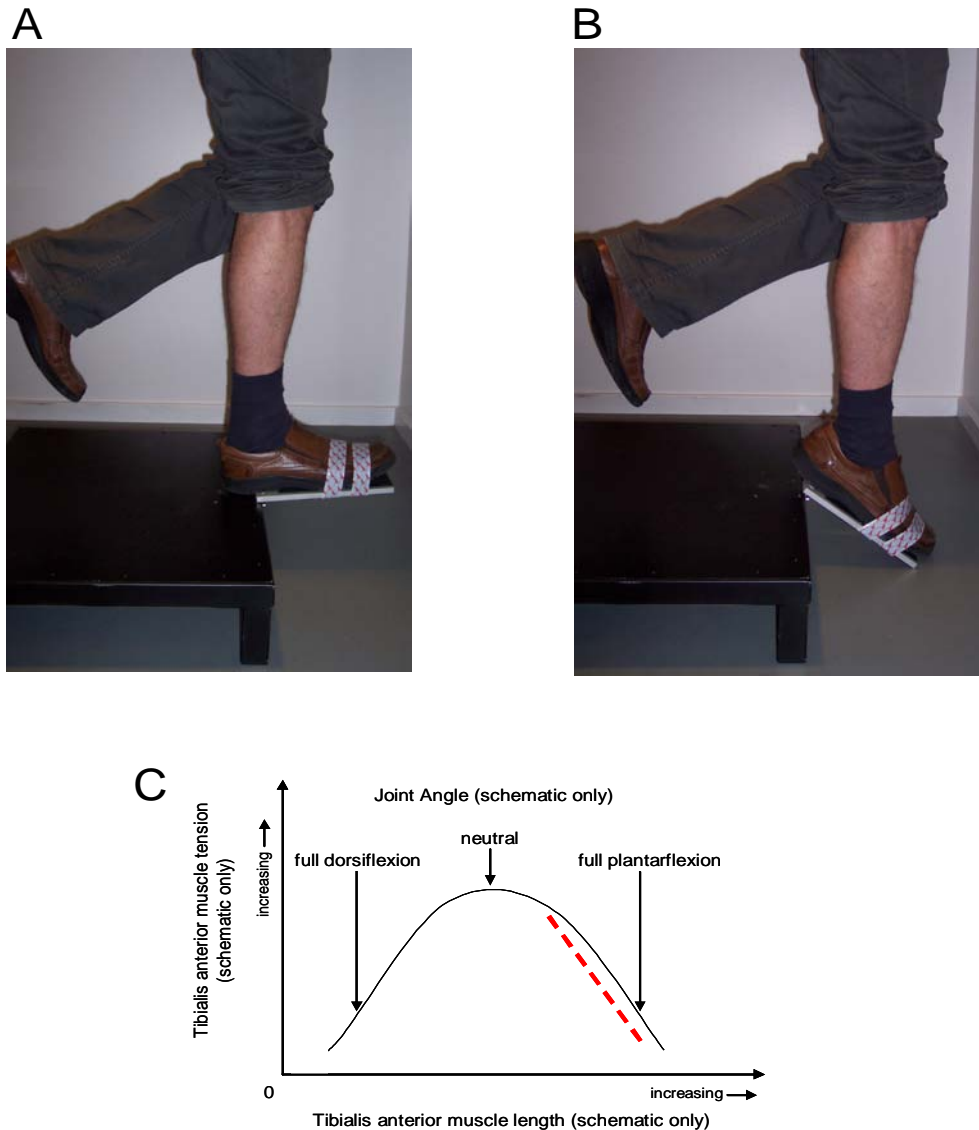 A
B
C
Joint Angle (schematic only)
neutral
full dorsiflexion
full plantarflexion
Tibialis anterior muscle tension
(schematic only)
increasing
0
increasing
Tibialis anterior muscle length (schematic only)